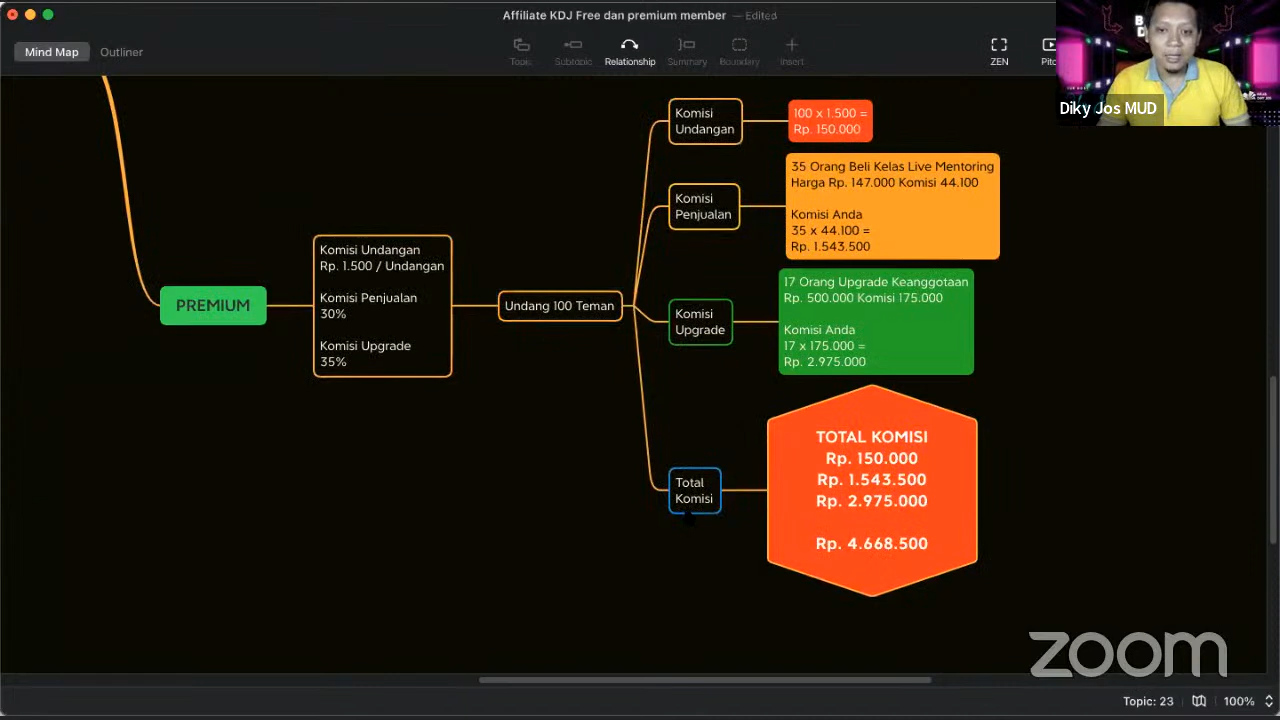 Affiliate KDJ Free dan premium member — Edited
Mind Map
Outliner
Topic
Subtopic
Relationship
Summary
Boundary
Insert
ZEN
Diky Jos MUD
PREMIUM
Komisi Undangan
Rp. 1.500 / Undangan
Komisi Penjualan
30%
Komisi Upgrade
35%
Undang 100 Teman
Komisi
Undangan
100 x 1.500 =
Rp. 150.000
Komisi
Penjualan
35 Orang Beli Kelas Live Mentoring
Harga Rp. 147.000 Komisi 44.100
Komisi Anda
35 x 44.100 =
Rp. 1.543.500
Komisi
Upgrade
17 Orang Upgrade Keanggotaan
Rp. 500.000 Komisi 175.000
Komisi Anda
17 x 175.000 =
Rp. 2.975.000
Total
Komisi
TOTAL KOMISI
Rp. 150.000
Rp. 1.543.500
Rp. 2.975.000
Rp. 4.668.500
zoom
Topic: 23
100%